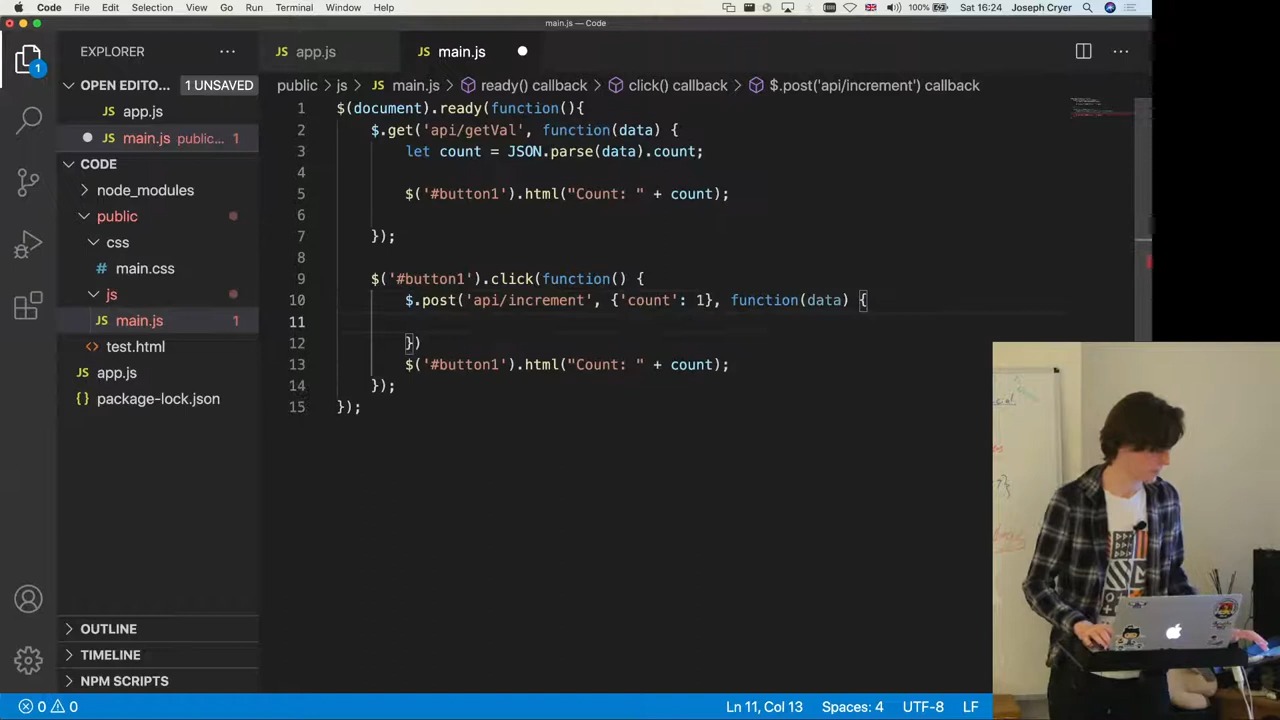 Code File Edit Selection View Go Run Terminal Window Help 100% Sat 16:24 Joseph Cryer
main.js — Code
EXPLORER
app.js
main.js
OPEN EDITO... 1 UNSAVED
public > js > main.js > ready() callback > click() callback > $.post('api/increment') callback
JS app.js
JS main.js public... 1
CODE
node_modules
public
css
# main.css
js
JS main.js 1
<> test.html
JS app.js
{} package-lock.json
OUTLINE
TIMELINE
NPM SCRIPTS
1 $(document).ready(function(){
2 $.get('api/getVal', function(data) {
3 let count = JSON.parse(data).count;
4
5 $('#button1').html("Count: " + count);
6
7 });
8
9 $('#button1').click(function() {
10 $.post('api/increment', {'count': 1}, function(data) {
11
12 })
13 $('#button1').html("Count: " + count);
14 });
15 });
0 0 Ln 11, Col 13 Spaces: 4 UTF-8 LF